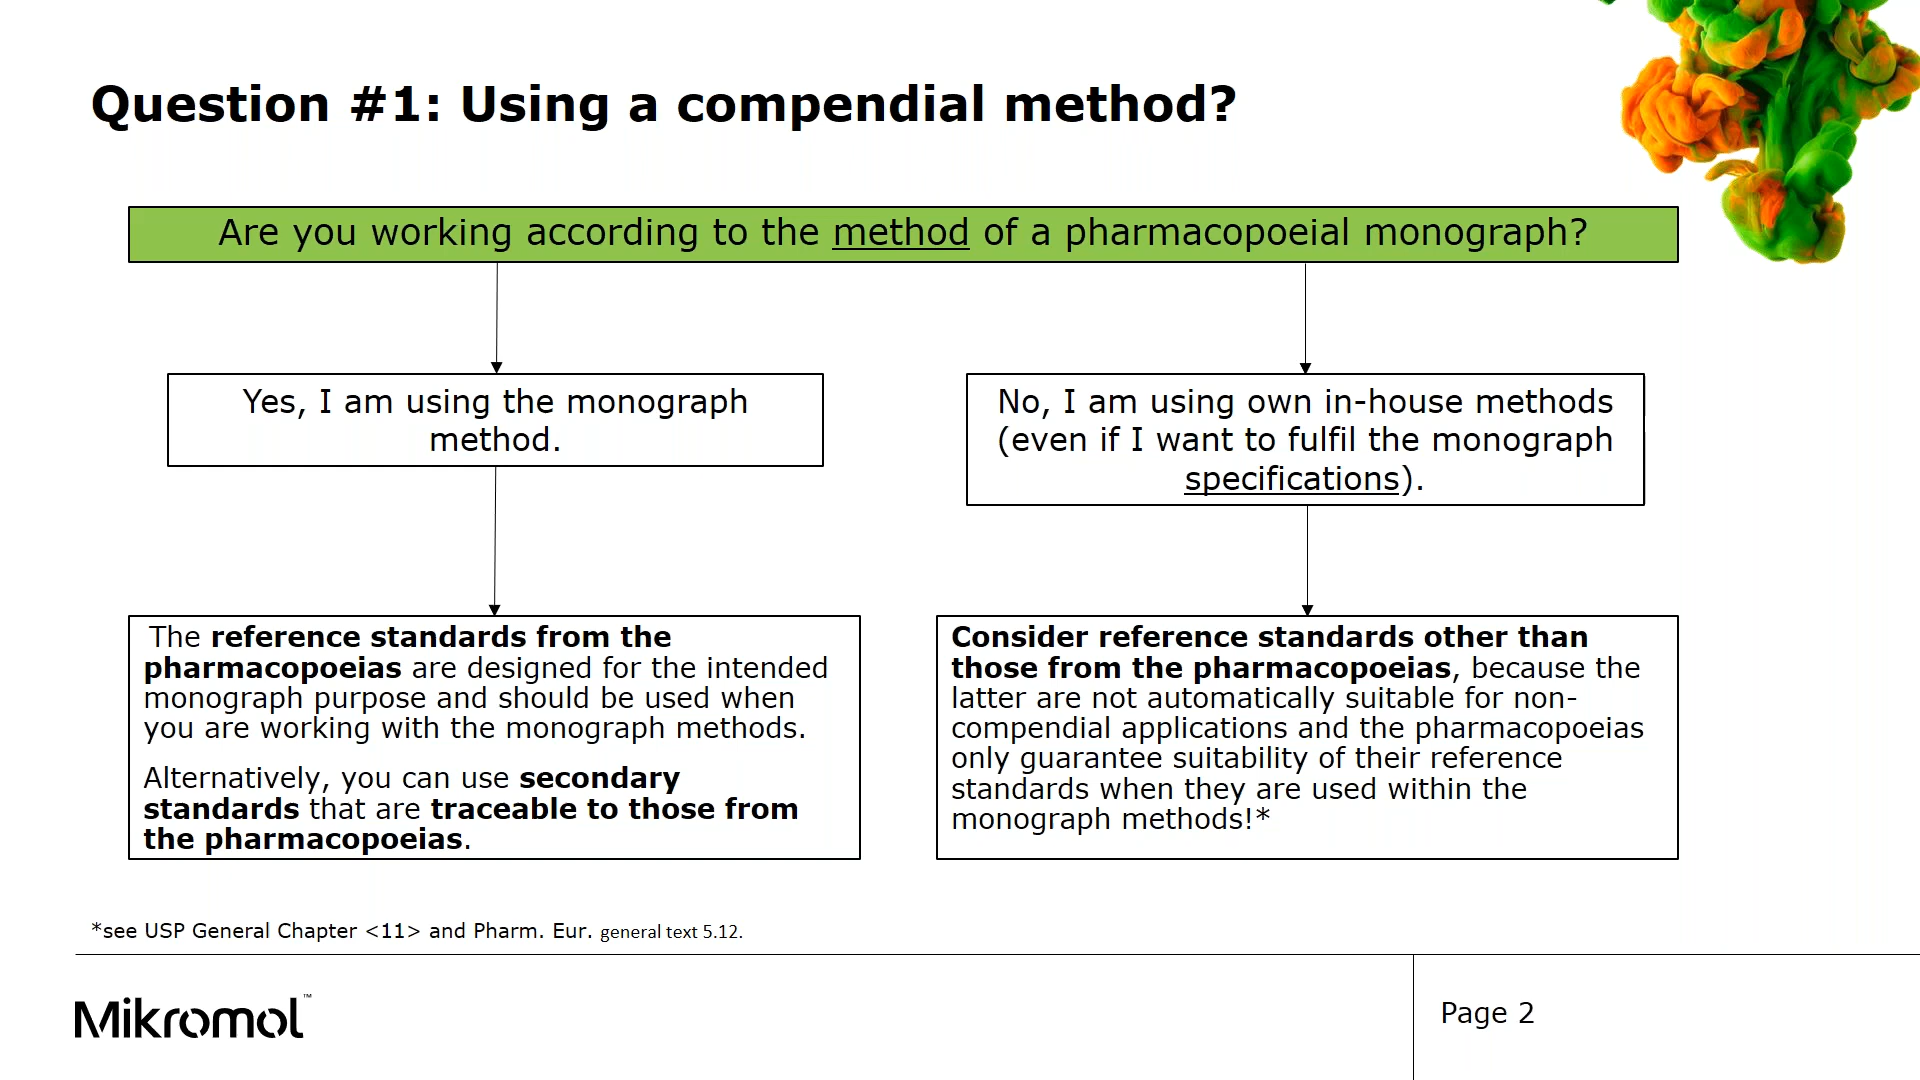 Question #1: Using a compendial method?
Are you working according to the method of a pharmacopoeial monograph?
Yes, I am using the monograph
method.
No, I am using own in-house methods
(even if I want to fulfil the monograph
specifications).
The reference standards from the
pharmacopoeias are designed for the intended
monograph purpose and should be used when
you are working with the monograph methods.
Alternatively, you can use secondary
standards that are traceable to those from
the pharmacopoeias.
Consider reference standards other than
those from the pharmacopoeias, because the
latter are not automatically suitable for non-
compendial applications and the pharmacopoeias
only guarantee suitability of their reference
standards when they are used within the
monograph methods!*
*see USP General Chapter <11> and Pharm. Eur. general text 5.12.
Mikromol™
Page 2